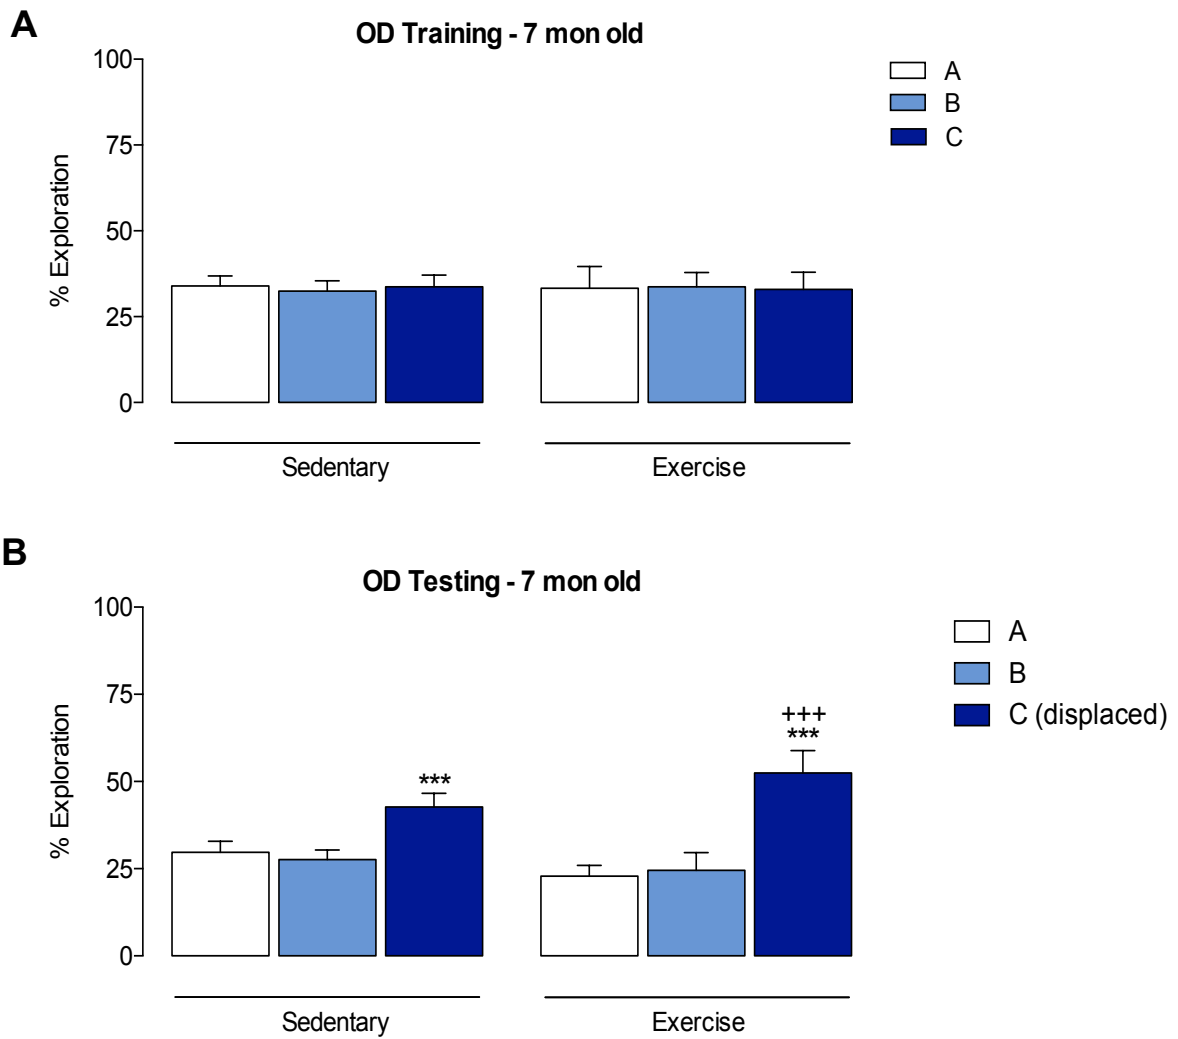 A
OD Training - 7 mon old
100
75
50
25
0
% Exploration
A
B
C
Sedentary
Exercise
B
OD Testing - 7 mon old
100
75
50
25
0
% Exploration
A
B
C (displaced)
***
+++
***
Sedentary
Exercise